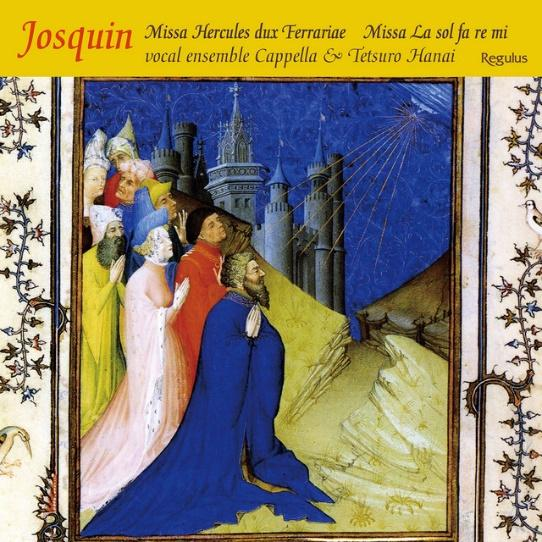 Josquin Missa Hercules dux Ferrariae Missa La sol fa re mi
vocal ensemble Cappella & Tetsuro Hanai Regulus